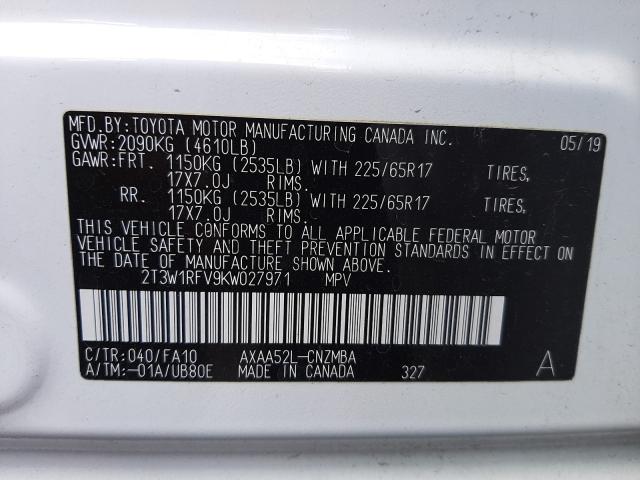 MFD.BY:TOYOTA MOTOR MANUFACTURING CANADA INC.
GVWR:2090KG (4610LB) 05/19
GAWR:FRT. 1150KG (2535LB) WITH 225/65R17 TIRES,
17X7.0J RIMS.
RR. 1150KG (2535LB) WITH 225/65R17 TIRES,
17X7.0J RIMS.
THIS VEHICLE CONFORMS TO ALL APPLICABLE FEDERAL MOTOR
VEHICLE SAFETY AND THEFT PREVENTION STANDARDS IN EFFECT ON
THE DATE OF MANUFACTURE SHOWN ABOVE.
2T3W1RFV9KW027971 MPV
C/TR:040/FA10 AXAA52L-CNZMBA
A/TM:-01A/UB80E MADE IN CANADA 327 A